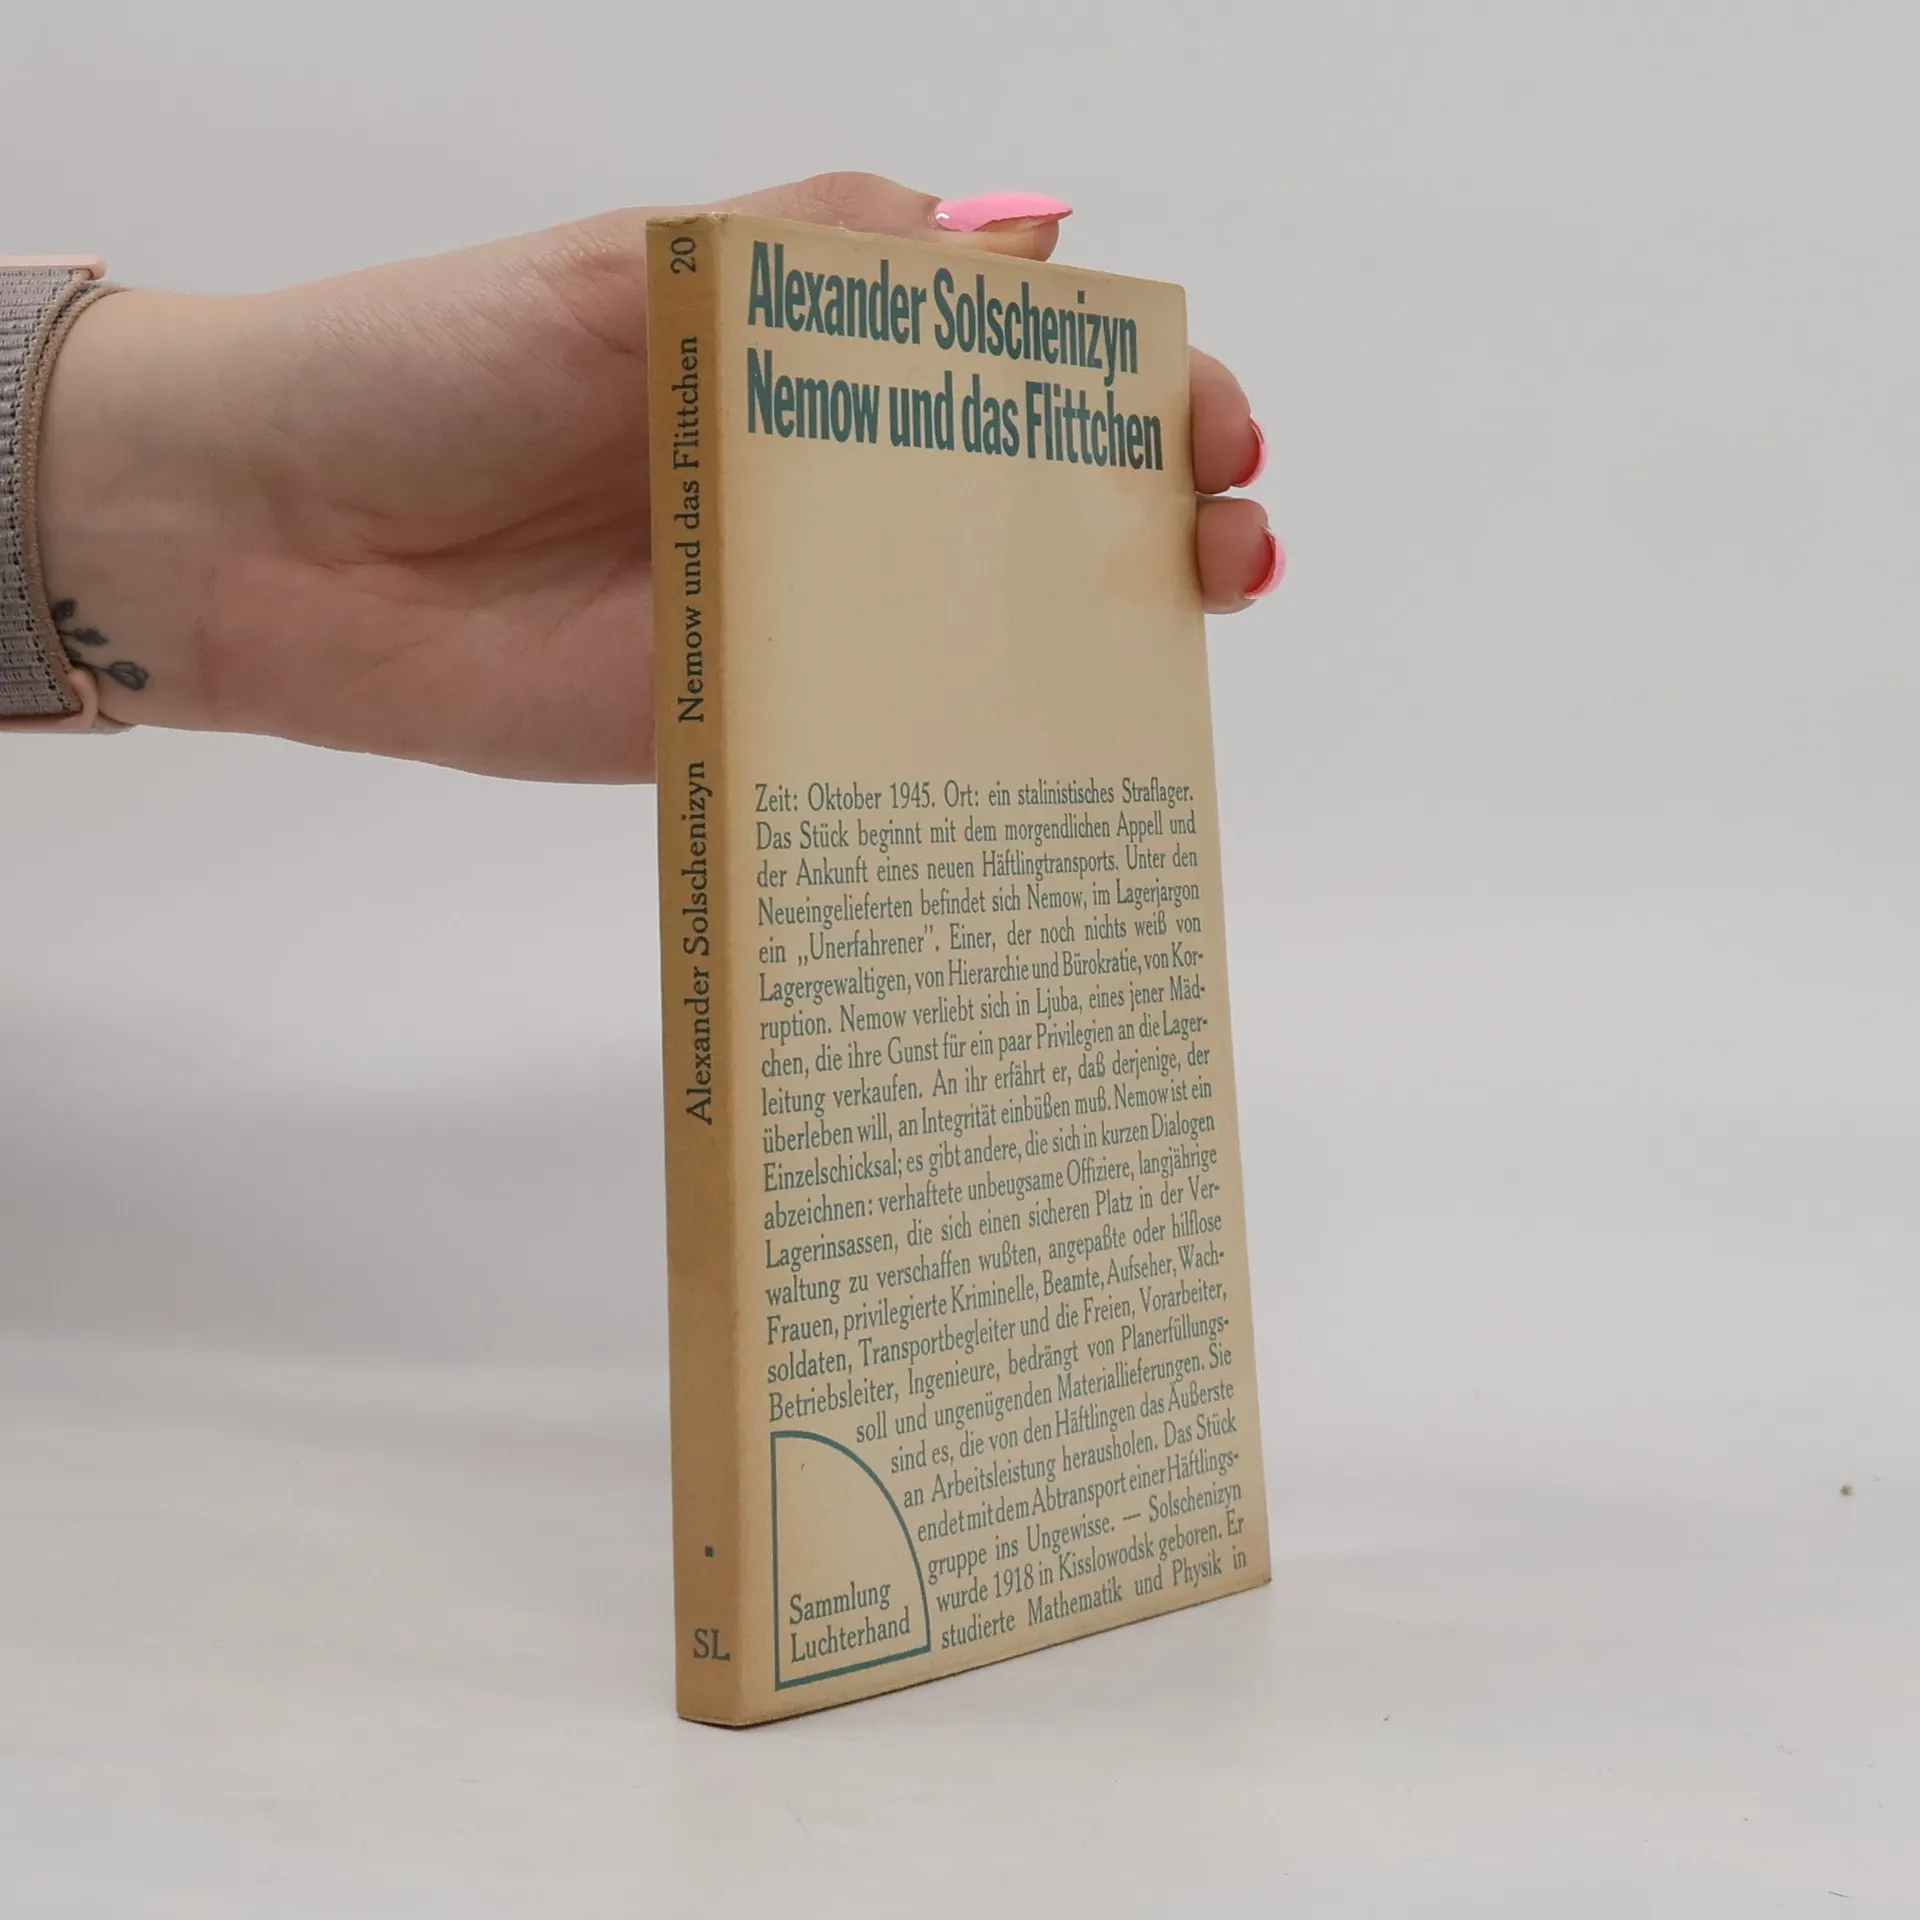 Alexander Solschenizyn Nemow und das Flittchen 20
SL
Alexander Solschenizyn
Nemow und das Flittchen
Zeit: Oktober 1945. Ort: ein stalinistisches Straflager.
Das Stück beginnt mit dem morgendlichen Appell und
der Ankunft eines neuen Häftlingtransports. Unter den
Neueingelieferten befindet sich Nemow, im Lagerjargon
ein „Unerfahrener”. Einer, der noch nichts weiß von
Lagergewaltigen, von Hierarchie und Bürokratie, von Kor-
ruption. Nemow verliebt sich in Ljuba, eines jener Mäd-
chen, die ihre Gunst für ein paar Privilegien an die Lager-
leitung verkaufen. An ihr erfährt er, daß derjenige, der
überleben will, an Integrität einbüßen muß. Nemow ist ein
Einzelschicksal; es gibt andere, die sich in kurzen Dialogen
abzeichnen: verhaftete unbeugsame Offiziere, langjährige
Lagerinsassen, die sich einen sicheren Platz in der Ver-
waltung zu verschaffen wußten, angepaßte oder hilflose
Frauen, privilegierte Kriminelle, Beamte, Aufseher, Wach-
soldaten, Transportbegleiter und die Freien, Vorarbeiter,
Betriebsleiter, Ingenieure, bedrängt von Planerfüllungs-
soll und ungenügenden Materiallieferungen. Sie
sind es, die von den Häftlingen das Äußerste
an Arbeitsleistung herausholen. Das Stück
endet mit dem Abtransport einer Häftlings-
gruppe ins Ungewisse. — Solschenizyn
wurde 1918 in Kisslowodsk geboren. Er
studierte Mathematik und Physik in
Sammlung
Luchterhand